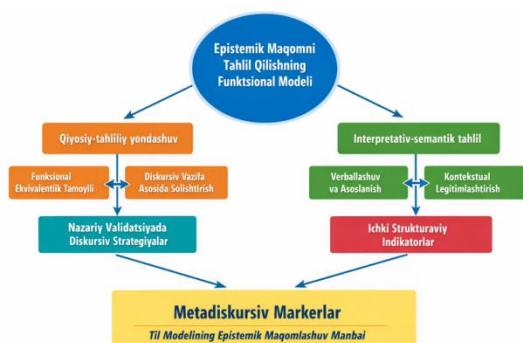 Epistemik Maqomni
Tahlil Qilishning
Funktsional Modeli
Qiyosiy-tahliliy yondashuv
Interpretativ-semantik tahlil
Funksional
Ekvivalentlik Tamoyili
Diskursiv Vazifa
Asosida Solishtirish
Verballashuv
va Asoslanish
Kontekstual
Legitimlashtirish
Nazariy Validatsiyada
Diskursiv Strategiyalar
Ichki Strukturaviy
Indikatorlar
Metadiskursiv Markerlar
Til Modelining Epistemik Maqomlashuv Manbai